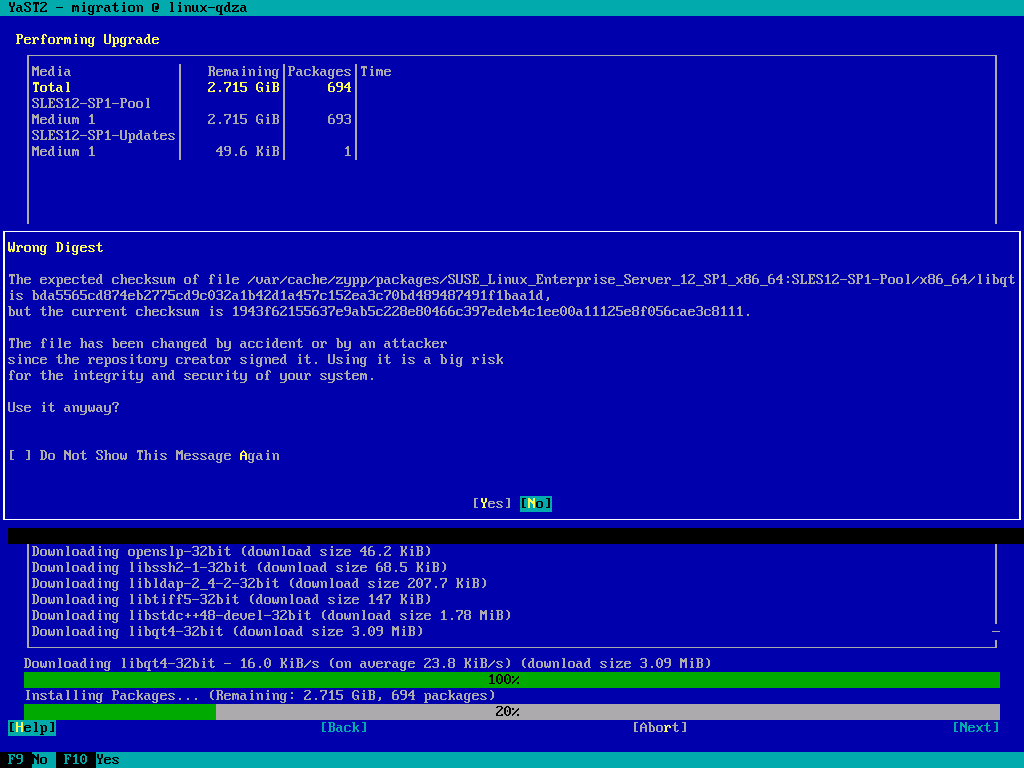 YaST2 - migration @ linux-qdza
Performing Upgrade
Media Remaining Packages Time
Total 2.715 GiB 694
SLES12-SP1-Pool
Medium 1 2.715 GiB 693
SLES12-SP1-Updates
Medium 1 49.6 KiB 1
Wrong Digest
The expected checksum of file /var/cache/zypp/packages/SUSE_Linux_Enterprise_Server_12_SP1_x86_64:SLES12-SP1-Pool/x86_64/libqt
is bda5565cd874eb2775cd9c032a1b42d1a457c152ea3c70bd489487491f1baa1d,
but the current checksum is 1943f62155637e9ab5c228e80466c397edeb4c1ee00a11125e8f056cae3c8111.
The file has been changed by accident or by an attacker
since the repository creator signed it. Using it is a big risk
for the integrity and security of your system.
Use it anyway?
[ ] Do Not Show This Message Again
[Yes] [No]
Downloading openslp-32bit (download size 46.2 KiB)
Downloading libssh2-1-32bit (download size 68.5 KiB)
Downloading libldap-2_4-2-32bit (download size 207.7 KiB)
Downloading libtiff5-32bit (download size 147 KiB)
Downloading libstdc++48-devel-32bit (download size 1.78 MiB)
Downloading libqt4-32bit (download size 3.09 MiB)
Downloading libqt4-32bit - 16.0 KiB/s (on average 23.8 KiB/s) (download size 3.09 MiB)
100%
Installing Packages... (Remaining: 2.715 GiB, 694 packages)
20%
[Help] [Back] [Abort] [Next]
F9 No F10 Yes